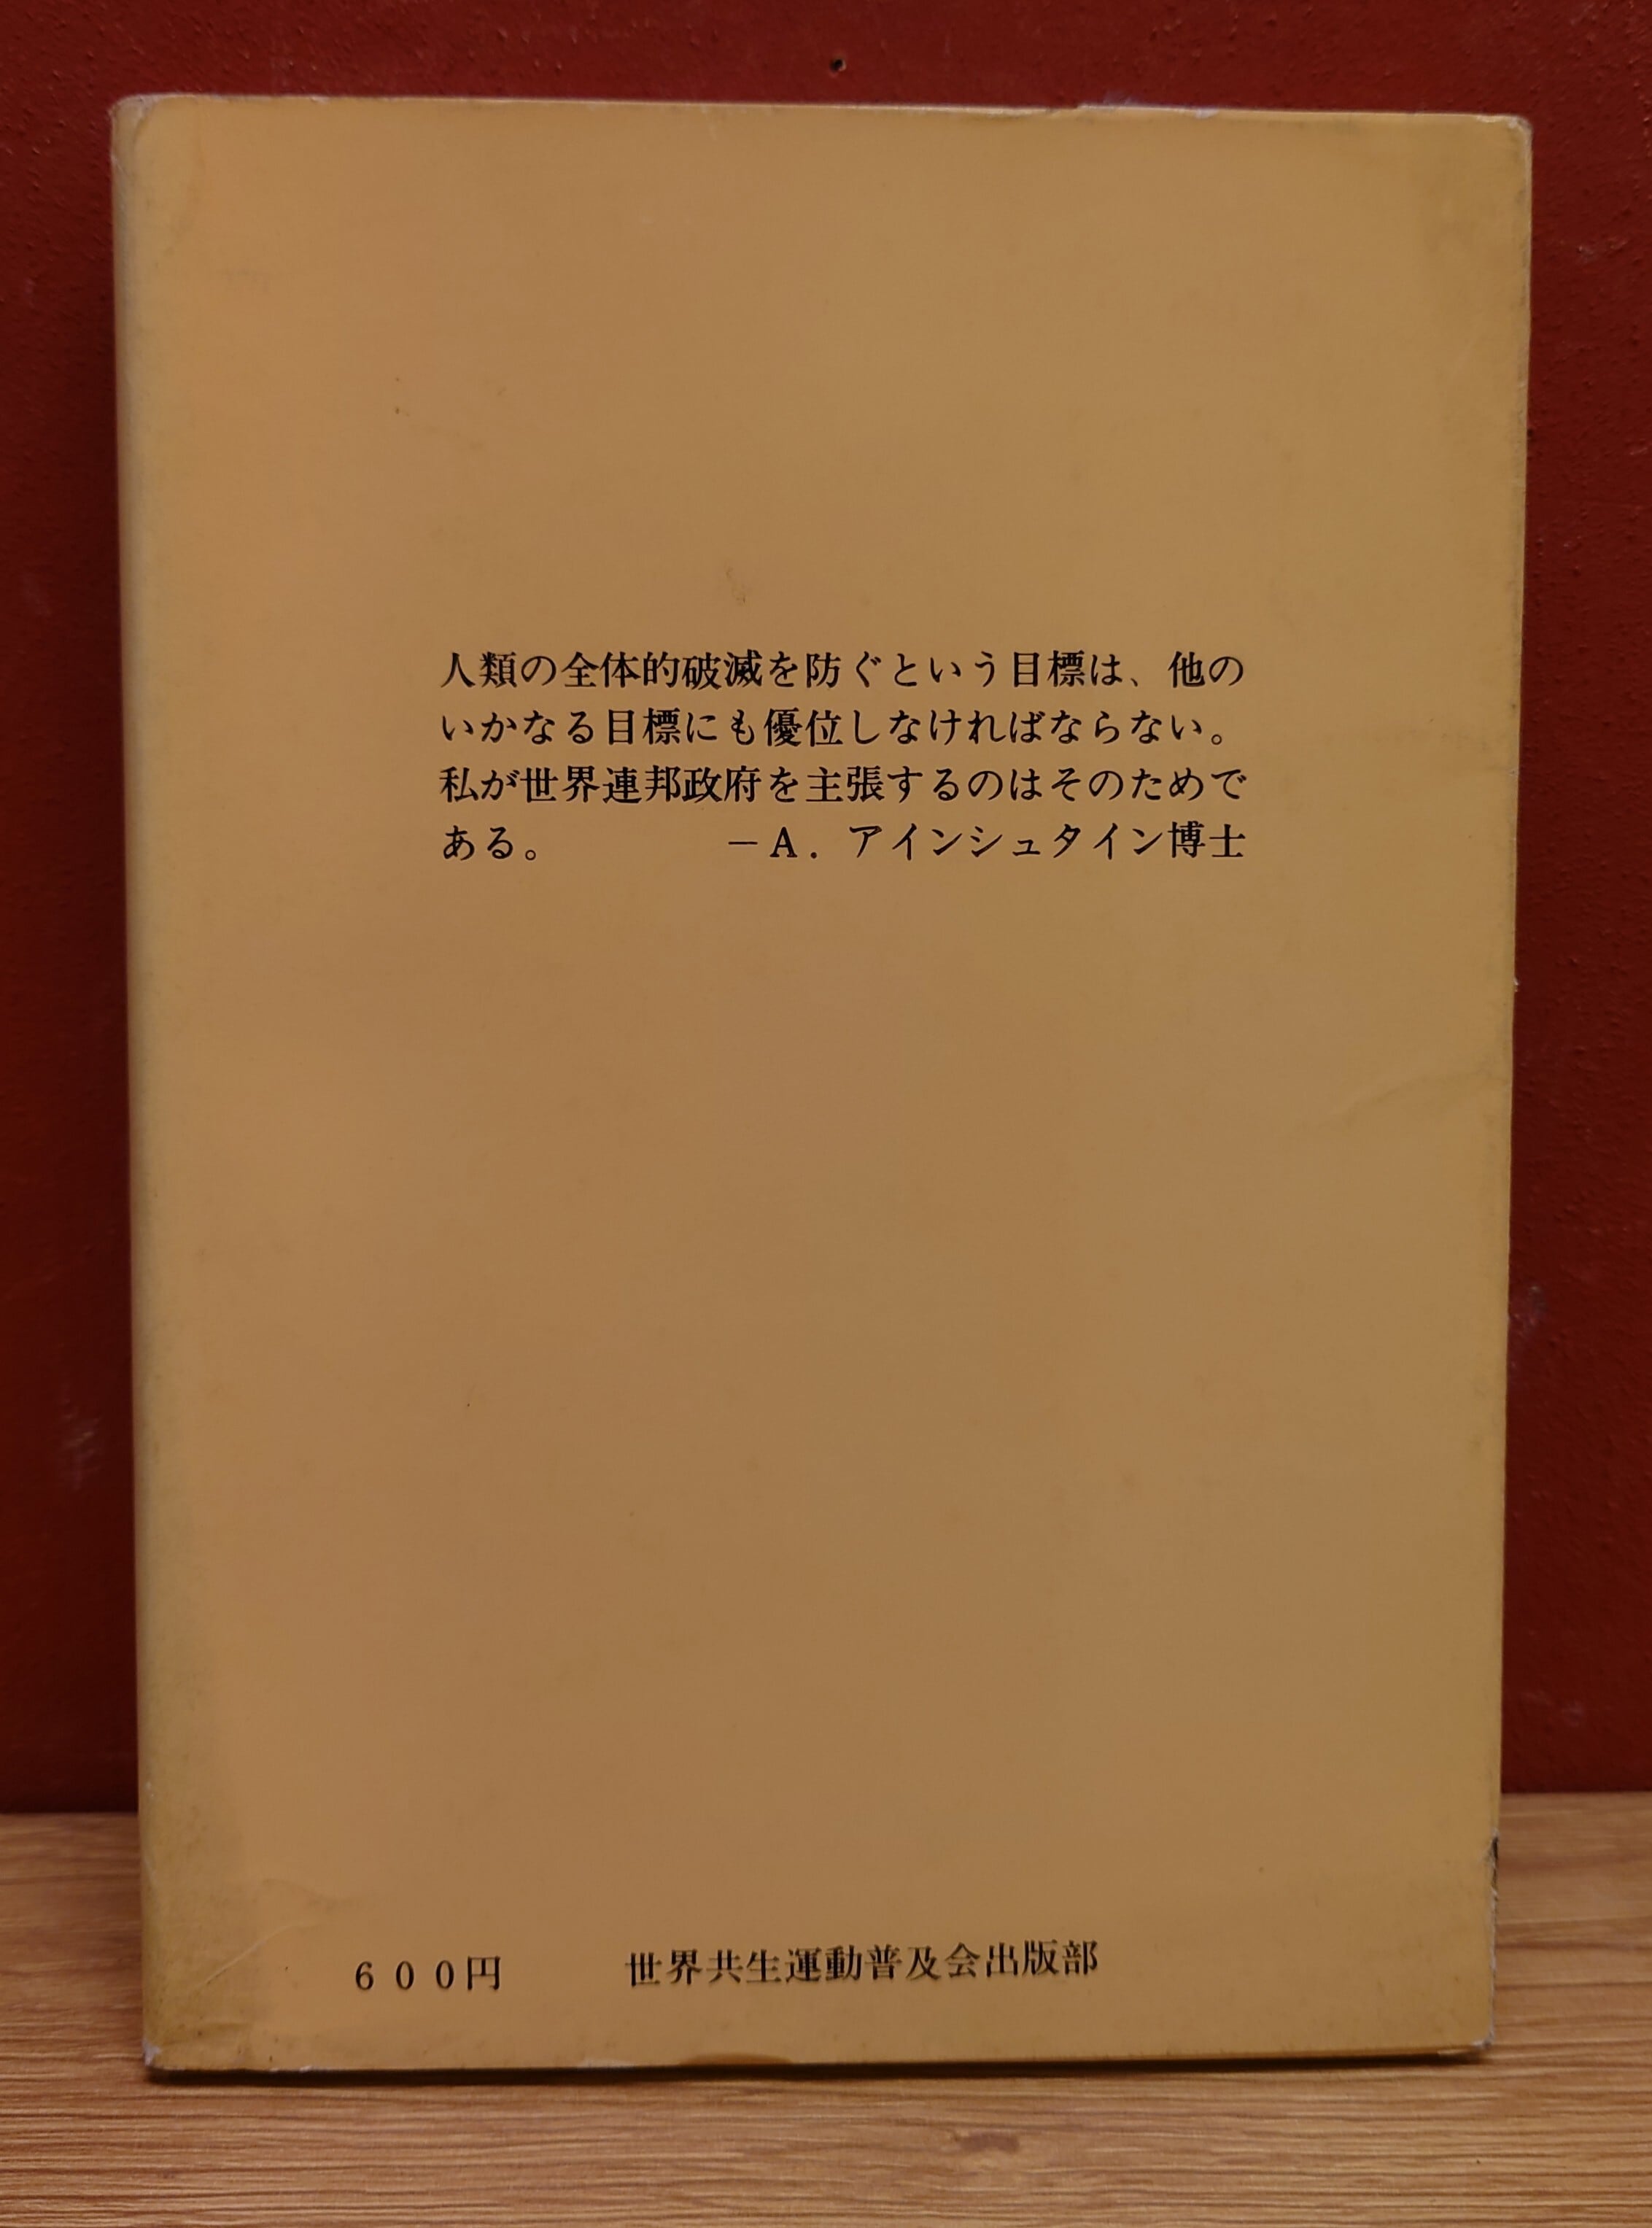 人類の全体的破滅を防ぐという目標は、他の
いかなる目標にも優位しなければならない。
私が世界連邦政府を主張するのはそのためで
ある。 －A．アインシュタイン博士
６００円 世界共生運動普及会出版部